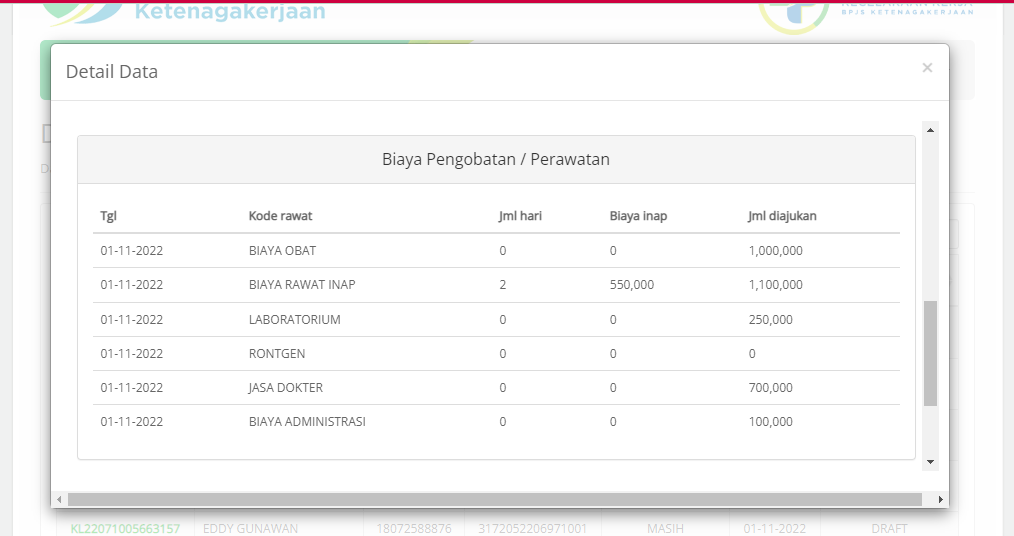 Ketenagakerjaan
BPJS KETENAGAKERJAAN
Detail Data ×
Biaya Pengobatan / Perawatan
Tgl Kode rawat Jml hari Biaya inap Jml diajukan
01-11-2022 BIAYA OBAT 0 0 1,000,000
01-11-2022 BIAYA RAWAT INAP 2 550,000 1,100,000
01-11-2022 LABORATORIUM 0 0 250,000
01-11-2022 RONTGEN 0 0 0
01-11-2022 JASA DOKTER 0 0 700,000
01-11-2022 BIAYA ADMINISTRASI 0 0 100,000
KL22071005663157 EDDY GUNAWAN 18072588876 3172052206971001 MASIH 01-11-2022 DRAFT